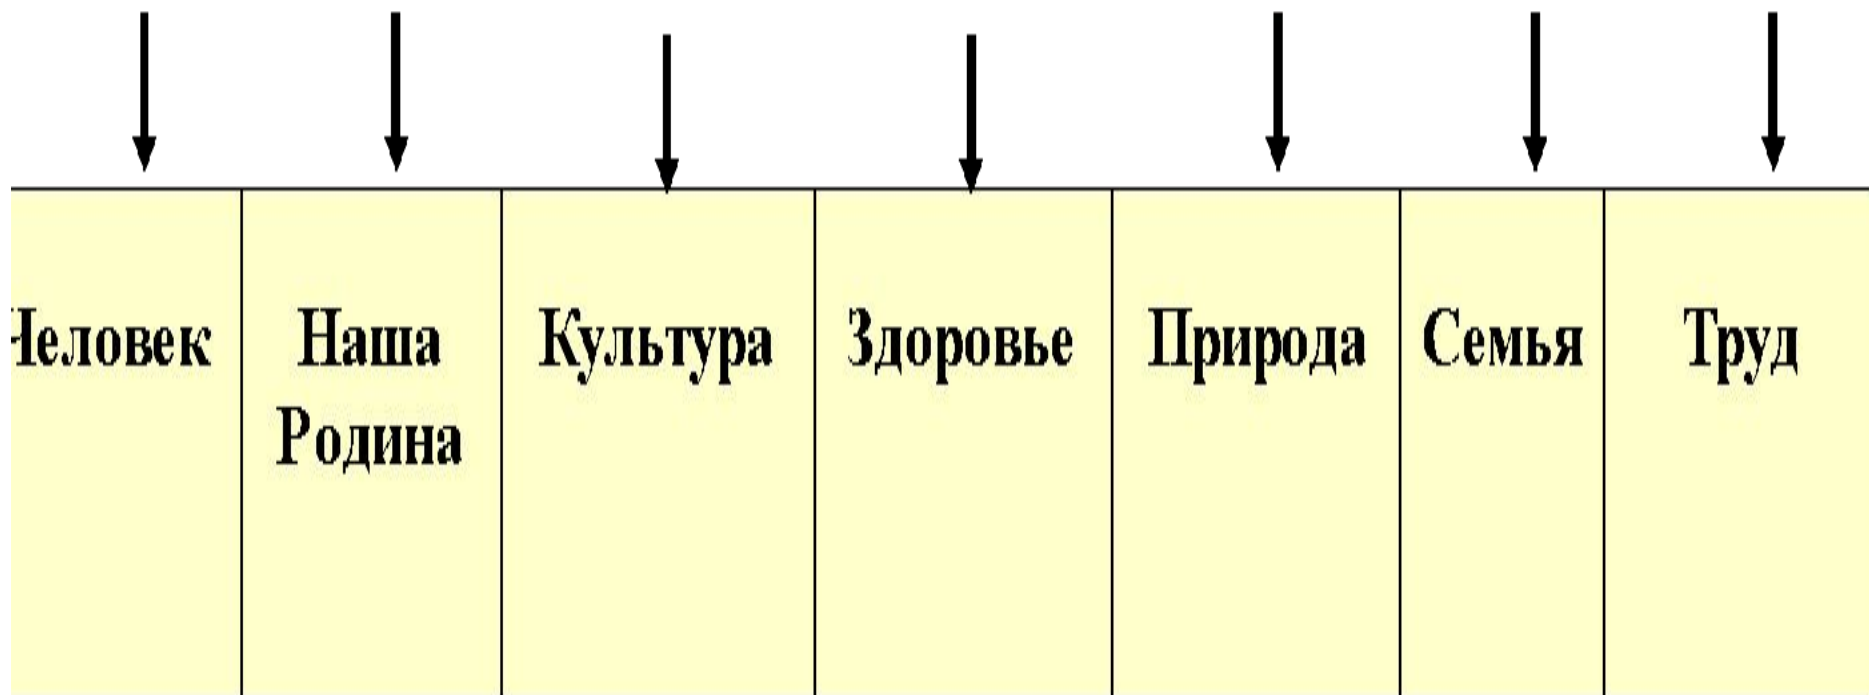 Человек
Наша
Родина
Культура
Здоровье
Природа
Семья
Труд